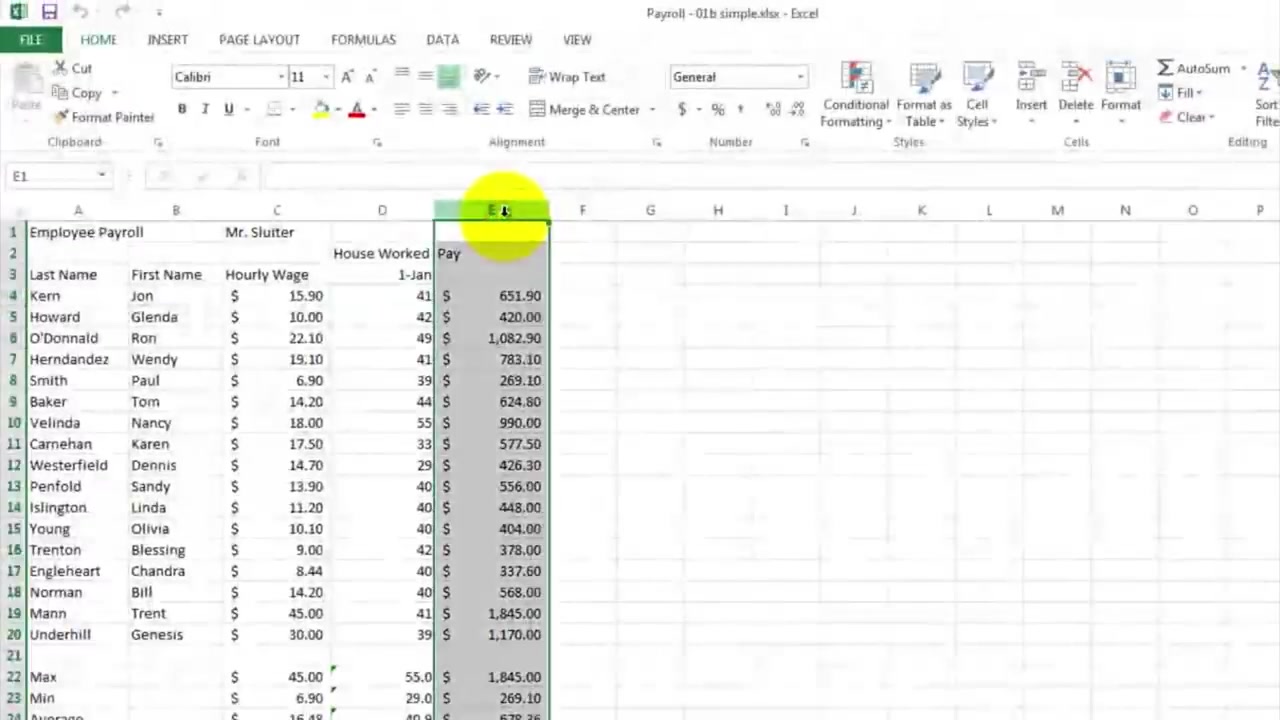 Payroll - 01b simple.xlsx - Excel
FILE HOME INSERT PAGE LAYOUT FORMULAS DATA REVIEW VIEW
Cut
Copy
Paste
Format Painter
Clipboard
Calibri 11
B I U
Font
Wrap Text
Merge & Center
Alignment
General
$ % ,
Number
Conditional Formatting
Format as Table
Cell Styles
Styles
Insert Delete Format
Cells
AutoSum
Fill
Clear
Sort
Filte
Editing
E1
A B C D E F G H I J K L M N O P
1 Employee Payroll Mr. Sluiter
2 House Worked Pay
3 Last Name First Name Hourly Wage 1-Jan
4 Kern Jon $ 15.90 41 $ 651.90
5 Howard Glenda $ 10.00 42 $ 420.00
6 O'Donnald Ron $ 22.10 49 $ 1,082.90
7 Herndandez Wendy $ 19.10 41 $ 783.10
8 Smith Paul $ 6.90 39 $ 269.10
9 Baker Tom $ 14.20 44 $ 624.80
10 Velinda Nancy $ 18.00 55 $ 990.00
11 Carnehan Karen $ 17.50 33 $ 577.50
12 Westerfield Dennis $ 14.70 29 $ 426.30
13 Penfold Sandy $ 13.90 40 $ 556.00
14 Islington Linda $ 11.20 40 $ 448.00
15 Young Olivia $ 10.10 40 $ 404.00
16 Trenton Blessing $ 9.00 42 $ 378.00
17 Engleheart Chandra $ 8.44 40 $ 337.60
18 Norman Bill $ 14.20 40 $ 568.00
19 Mann Trent $ 45.00 41 $ 1,845.00
20 Underhill Genesis $ 30.00 39 $ 1,170.00
21
22 Max $ 45.00 55.0 $ 1,845.00
23 Min $ 6.90 29.0 $ 269.10
24 Average $ 16.48 40.9 $ 678.36